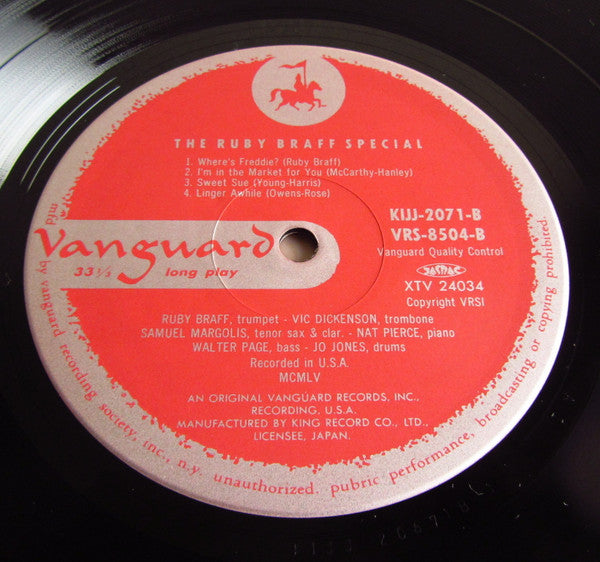 THE RUBY BRAFF SPECIAL
1. Where's Freddie? (Ruby Braff)
2. I'm in the Market for You (McCarthy-Hanley)
3. Sweet Sue (Young-Harris)
4. Linger Awhile (Owens-Rose)
Vanguard
33 1/3 long play
KIJJ-2071-B
VRS-8504-B
Vanguard Quality Control
JASRAC
XTV 24034
Copyright VRSI
RUBY BRAFF, trumpet - VIC DICKENSON, trombone
SAMUEL MARGOLIS, tenor sax & clar. - NAT PIERCE, piano
WALTER PAGE, bass - JO JONES, drums
Recorded in U.S.A.
MCMLV
AN ORIGINAL VANGUARD RECORDS, INC.,
RECORDING, U.S.A.
MANUFACTURED BY KING RECORD CO., LTD.,
LICENSEE, JAPAN.
mfd by vanguard recording society, inc., n.y. unauthorized. pubric performance, broadcasting or copying prohibited.